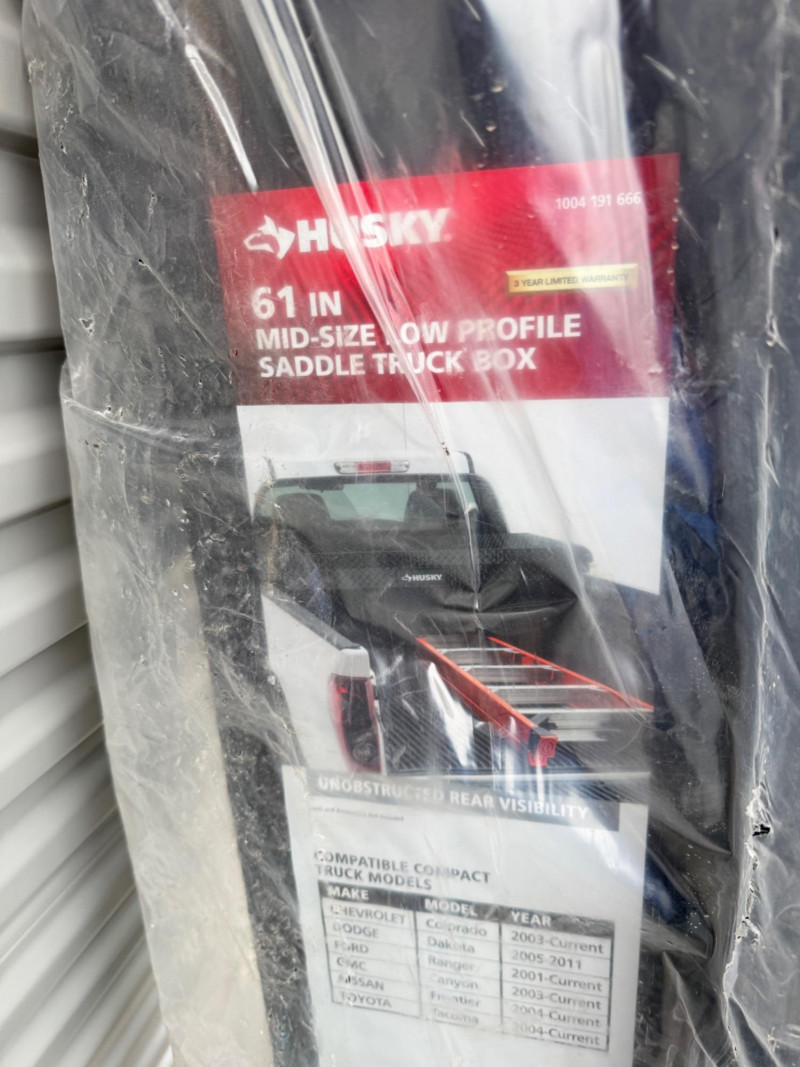 HUSKY
1004 191 666
3 YEAR LIMITED WARRANTY
61 IN
MID-SIZE LOW PROFILE
SADDLE TRUCK BOX
HUSKY
UNOBSTRUCTED REAR VISIBILITY
COMPATIBLE COMPACT
TRUCK MODELS
MAKE MODEL YEAR
CHEVROLET Colorado 2003-Current
DODGE Dakota 2005-2011
FORD Ranger 2001-Current
GMC Canyon 2003-Current
NISSAN Frontier 2004-Current
TOYOTA Tacoma 2004-Current